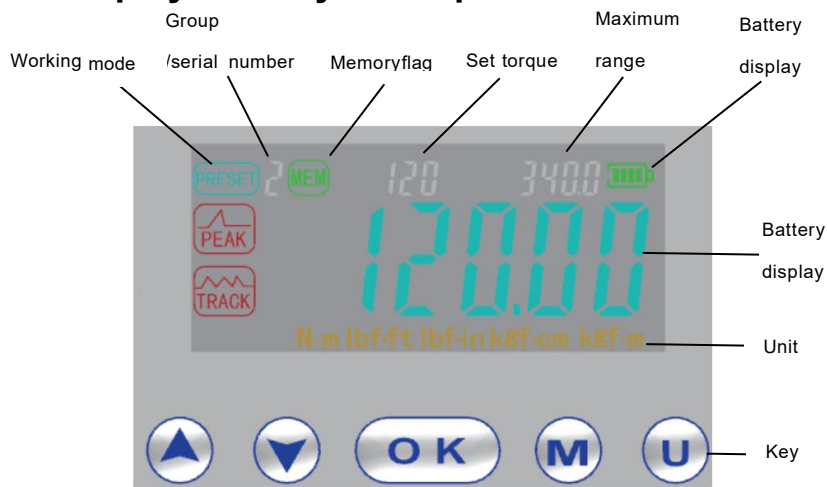 Group
/serial number
Working mode
Memoryflag
Set torque
Maximum
range
Battery
display
PRESET 2 MEM 120 340.0
PEAK
120.00
TRACK
N-m lbf-ft lbf-in kgf-cm kgf-m
Battery
display
Unit
OK M U
Key